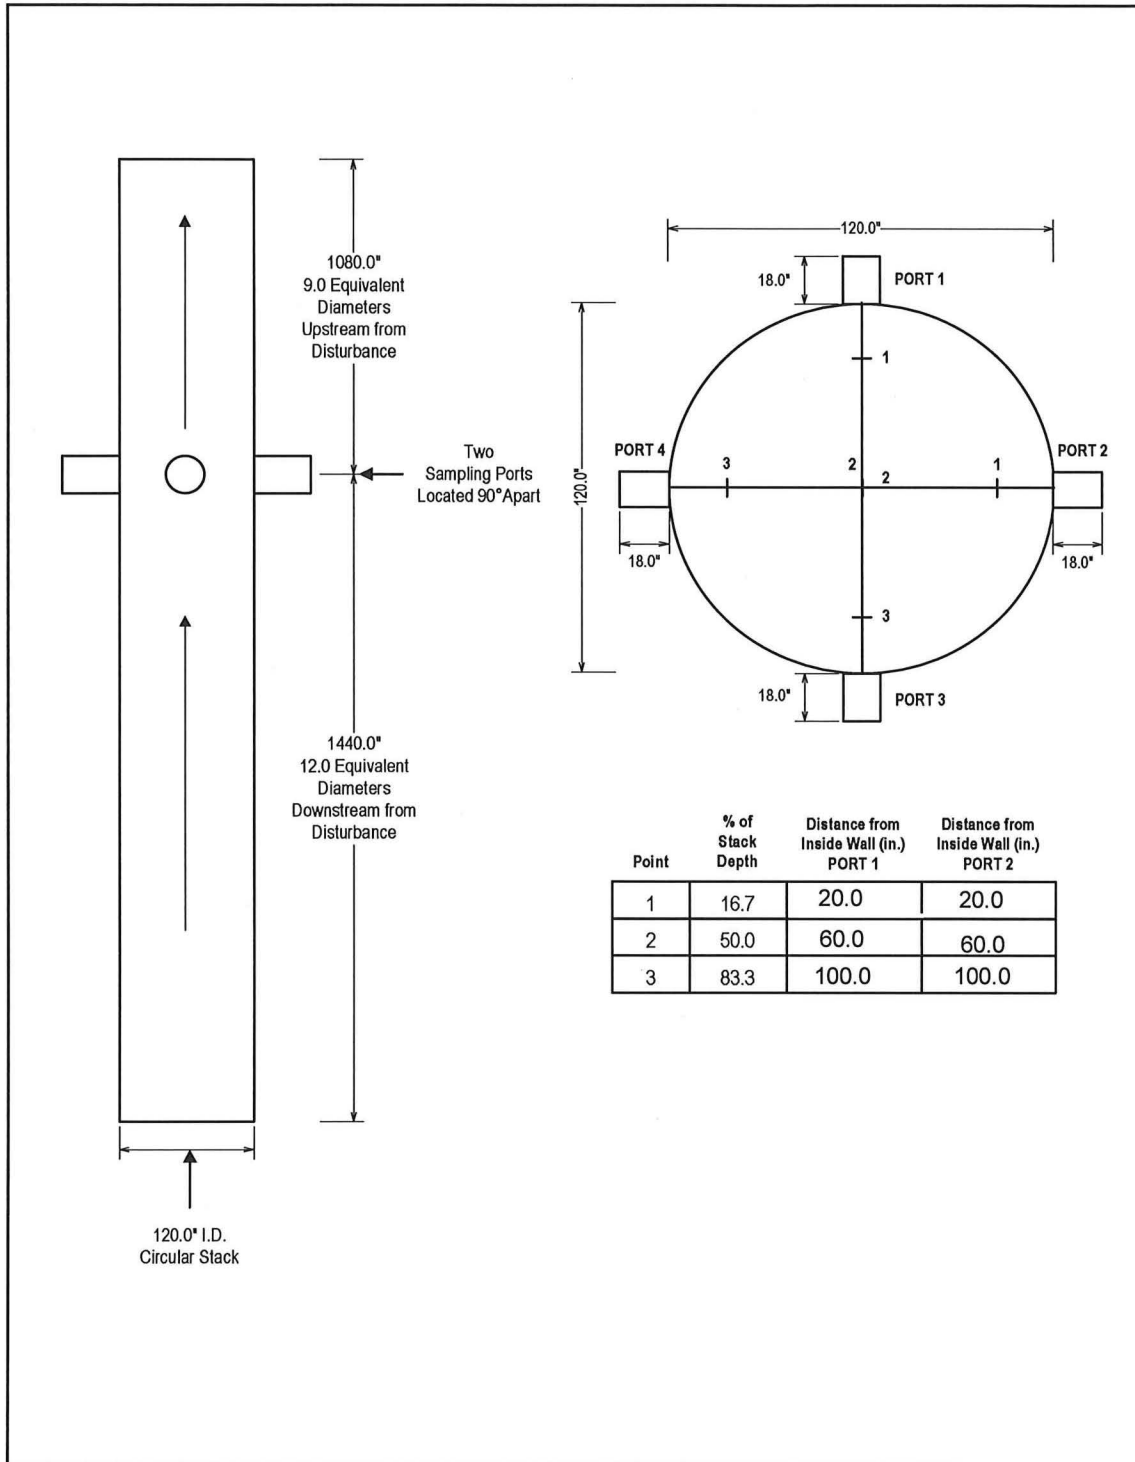 1080.0"
9.0 Equivalent
Diameters
Upstream from
Disturbance
Two
Sampling Ports
Located 90°Apart
1440.0"
12.0 Equivalent
Diameters
Downstream from
Disturbance
120.0" I.D.
Circular Stack
120.0"
18.0"
PORT 1
1
PORT 4
3
2
1
PORT 2
2
120.0"
18.0"
18.0"
3
18.0"
PORT 3
% of Distance from Distance from
Stack Inside Wall (in.) Inside Wall (in.)
Point Depth PORT 1 PORT 2
1 16.7 20.0 20.0
2 50.0 60.0 60.0
3 83.3 100.0 100.0